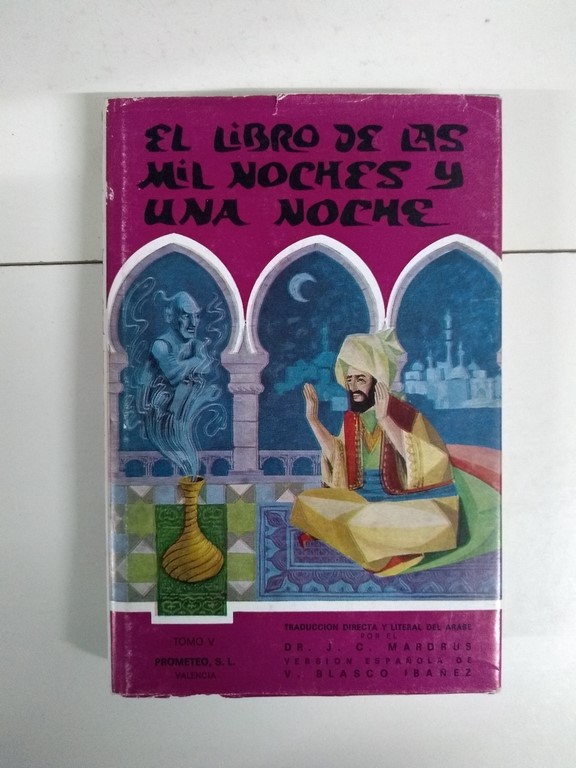 EL LIBRO DE LAS
MIL NOCHES Y
UNA NOCHE
TOMO V
PROMETEO, S. L.
VALENCIA
TRADUCCION DIRECTA Y LITERAL DEL ARABE
POR EL
DR. J. C. MARDRUS
VERSION ESPAÑOLA DE
V. BLASCO IBAÑEZ